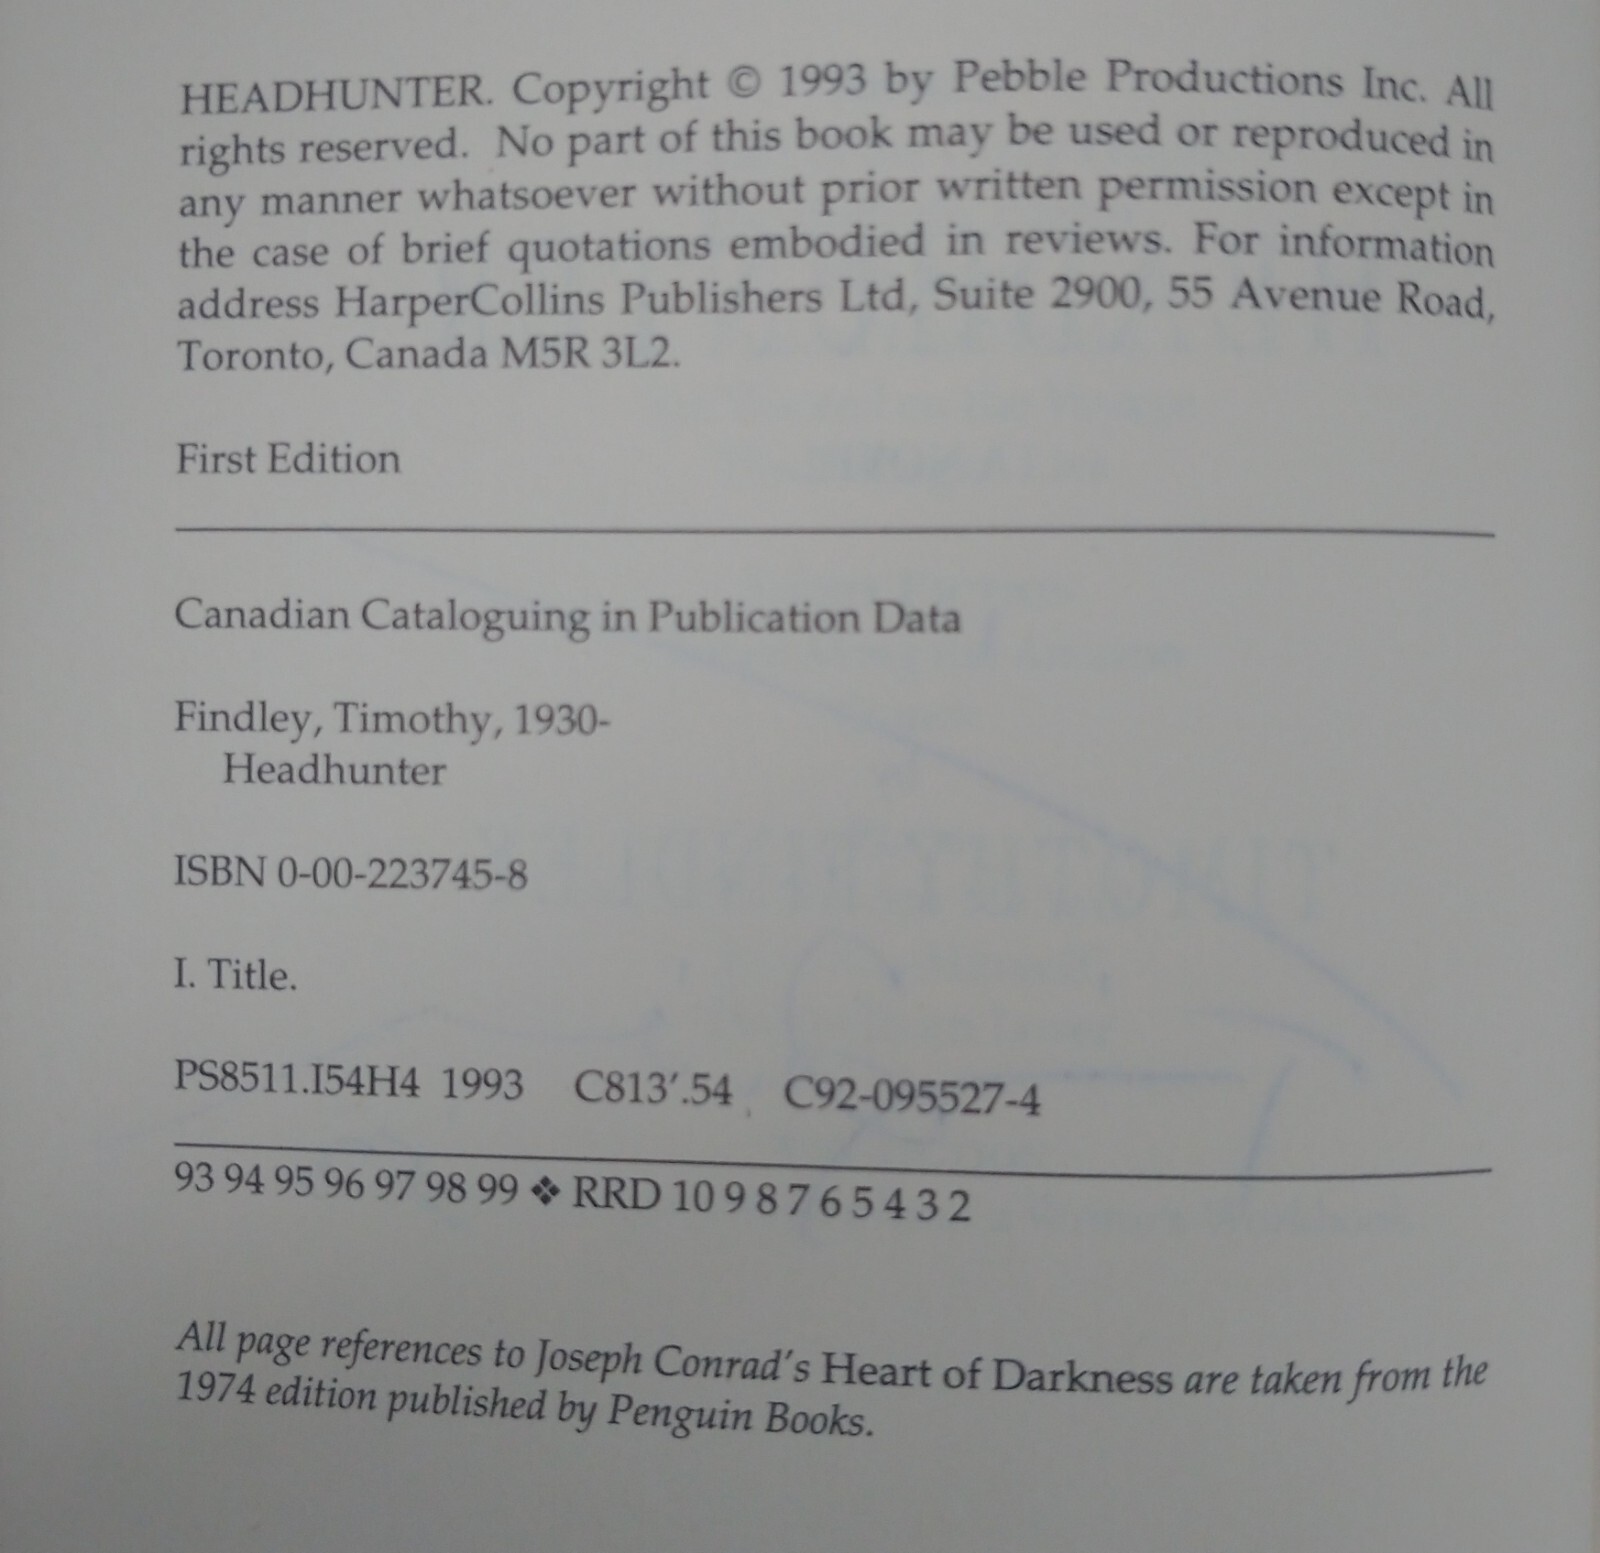 HEADHUNTER. Copyright © 1993 by Pebble Productions Inc. All
rights reserved. No part of this book may be used or reproduced in
any manner whatsoever without prior written permission except in
the case of brief quotations embodied in reviews. For information
address HarperCollins Publishers Ltd, Suite 2900, 55 Avenue Road,
Toronto, Canada M5R 3L2.
First Edition
Canadian Cataloguing in Publication Data
Findley, Timothy, 1930-
Headhunter
ISBN 0-00-223745-8
I. Title.
PS8511.I54H4 1993 C813′.54 C92-095527-4
93 94 95 96 97 98 99 ❖ RRD 10 9 8 7 6 5 4 3 2
All page references to Joseph Conrad's Heart of Darkness are taken from the
1974 edition published by Penguin Books.